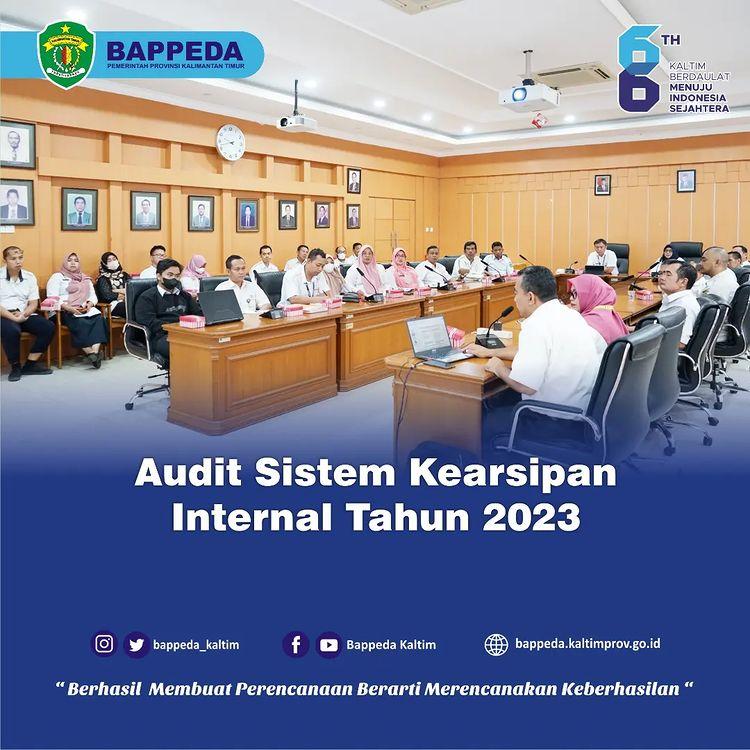 BAPPEDA
PEMERINTAH PROVINSI KALIMANTAN TIMUR
66TH
KALTIM
BERDAULAT
MENUJU
INDONESIA
SEJAHTERA
Audit Sistem Kearsipan
Internal Tahun 2023
bappeda_kaltim
Bappeda Kaltim
bappeda.kaltimprov.go.id
“ Berhasil Membuat Perencanaan Berarti Merencanakan Keberhasilan “